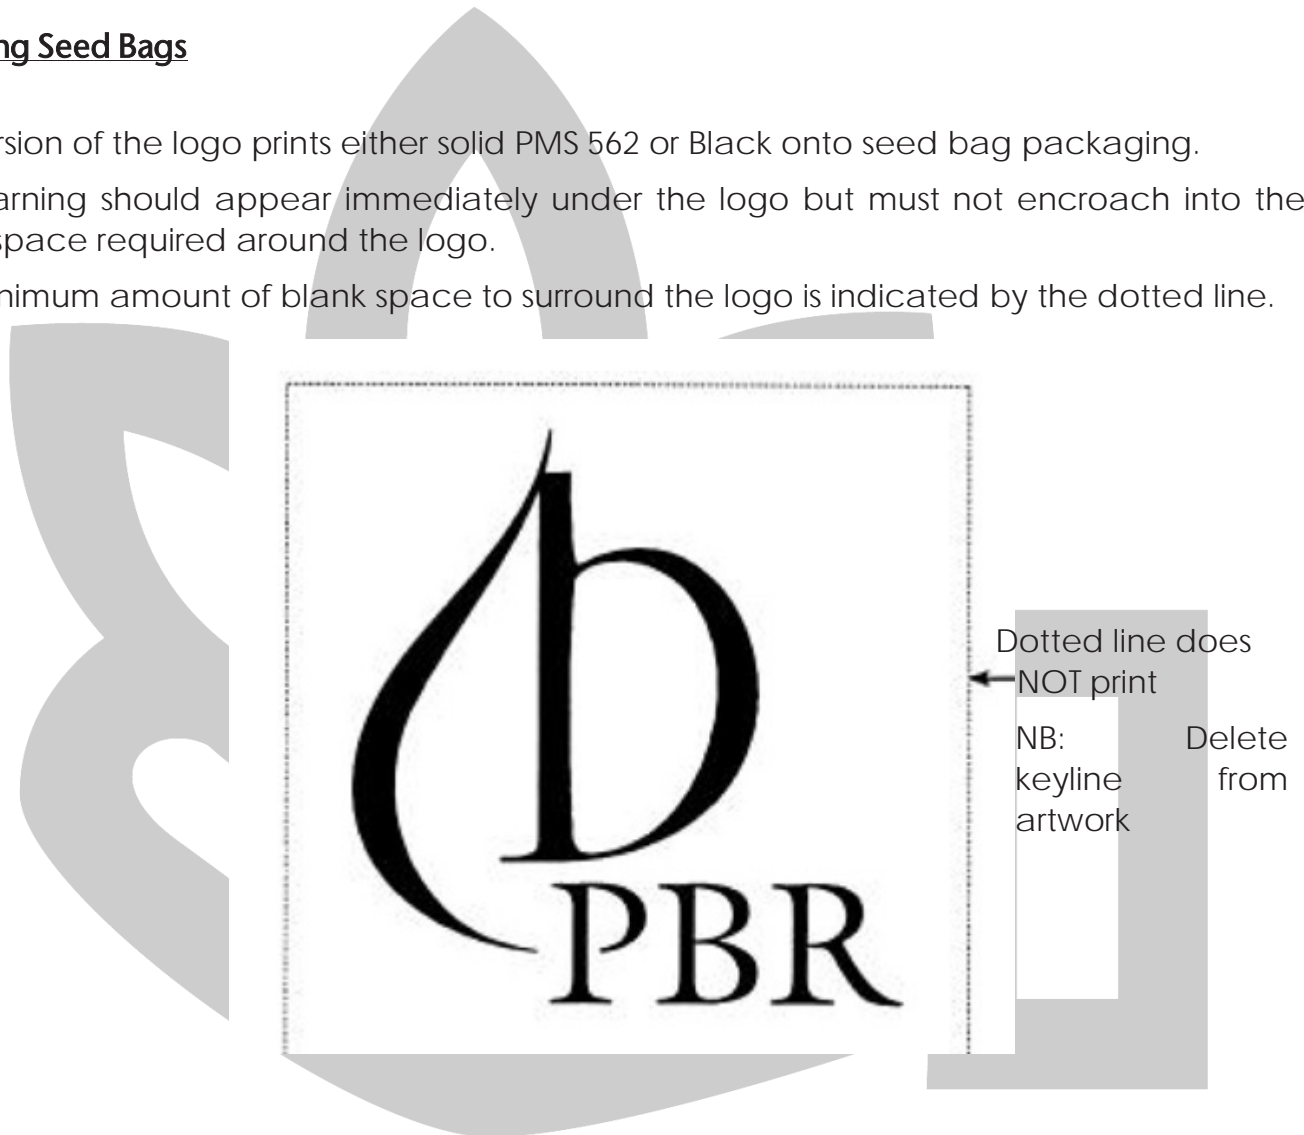 ng Seed Bags
rsion of the logo prints either solid PMS 562 or Black onto seed bag packaging.
arning should appear immediately under the logo but must not encroach into the
space required around the logo.
nimum amount of blank space to surround the logo is indicated by the dotted line.
Dotted line does
NOT print
NB: Delete
keyline from
artwork
b
PBR